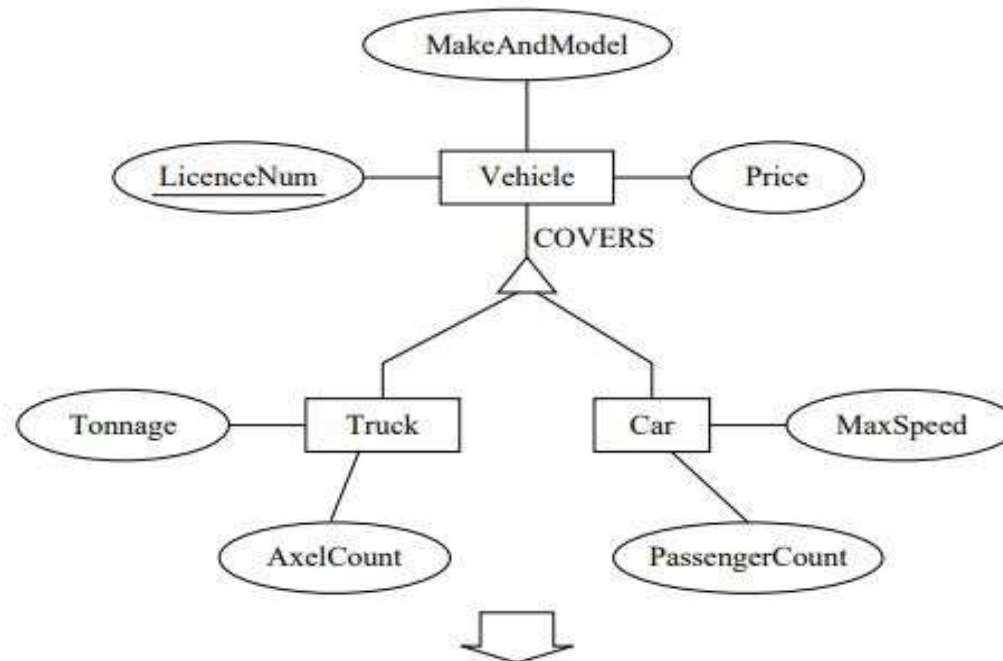 MakeAndModel
LicenceNum
Vehicle
Price
COVERS
Tonnage
Truck
Car
MaxSpeed
AxelCount
PassengerCount